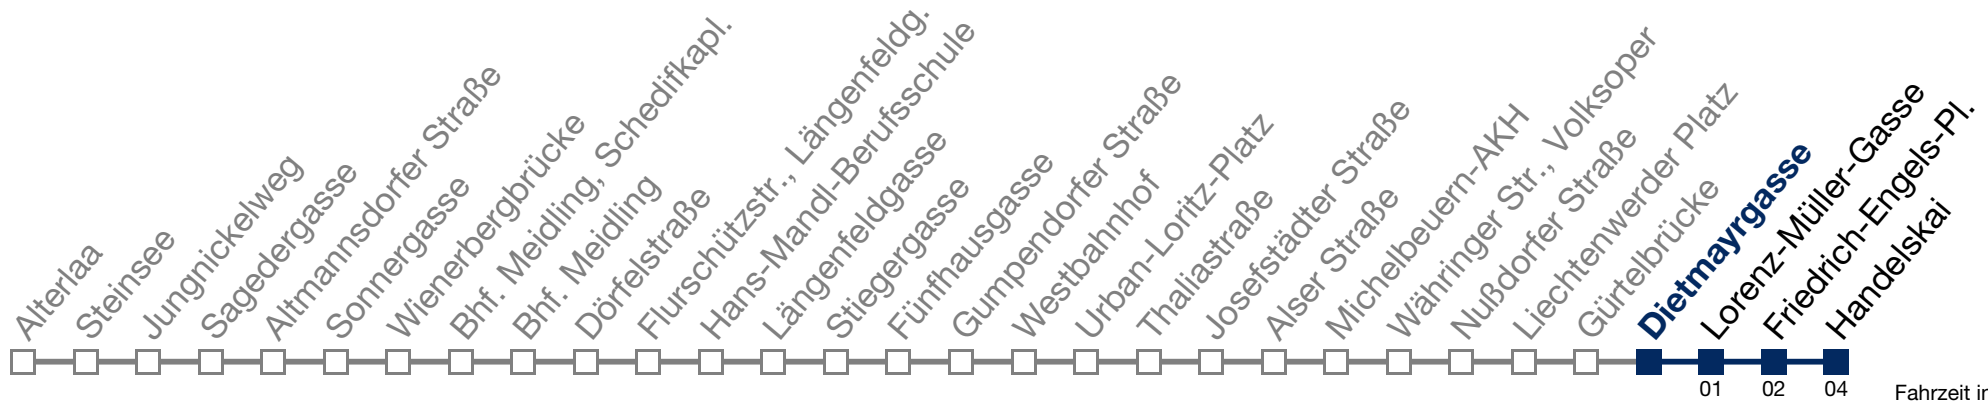 Alterlaa
Steinsee
Jungnickelweg
Sagedergasse
Altmannsdorfer Straße
Sonnergasse
Wienerbergbrücke
Bhf. Meidling, Schedifkapl.
Bhf. Meidling
Dörfelstraße
Flurschützstr., Längenfeldg.
Hans-Mandl-Berufsschule
Längenfeldgasse
Stiegergasse
Fünfhausgasse
Gumpendorfer Straße
Westbahnhof
Urban-Loritz-Platz
Thaliastraße
Josefstädter Straße
Alser Straße
Michelbeuern-AKH
Währinger Str., Volksoper
Nußdorfer Straße
Liechtenwerder Platz
Gürtelbrücke
Dietmayrgasse
Lorenz-Müller-Gasse
Friedrich-Engels-Pl.
Handelskai
01 02 04
Fahrzeit in